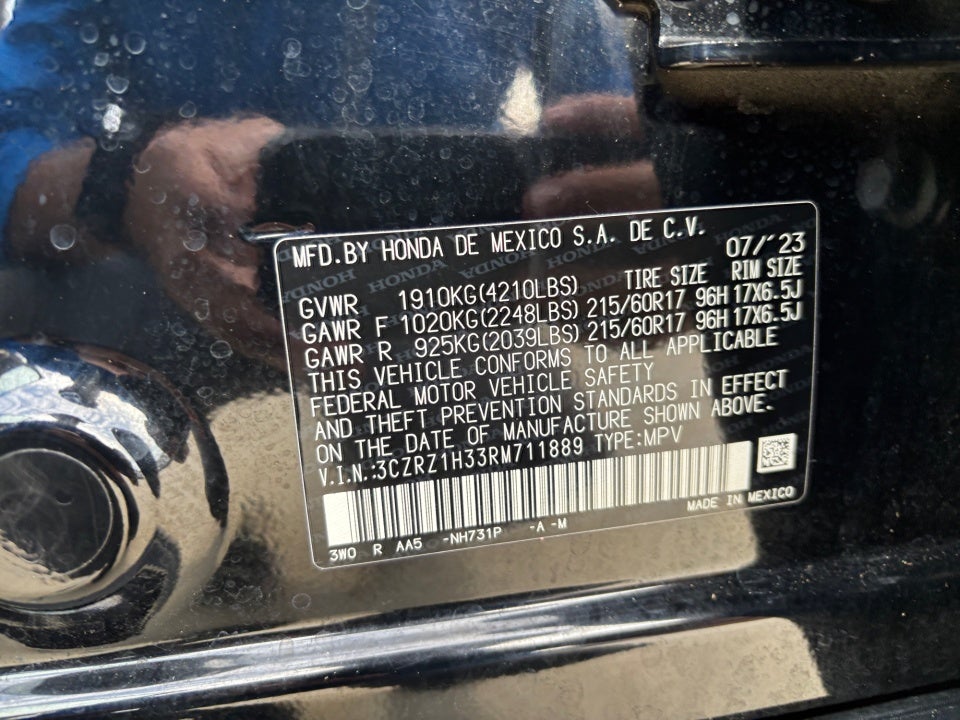 MFD.BY HONDA DE MEXICO S.A. DE C.V.
07/'23
TIRE SIZE RIM SIZE
GVWR 1910KG(4210LBS)
GAWR F 1020KG(2248LBS) 215/60R17 96H 17X6.5J
GAWR R 925KG(2039LBS) 215/60R17 96H 17X6.5J
THIS VEHICLE CONFORMS TO ALL APPLICABLE
FEDERAL MOTOR VEHICLE SAFETY
AND THEFT PREVENTION STANDARDS IN EFFECT
ON THE DATE OF MANUFACTURE SHOWN ABOVE.
V.I.N.:3CZRZ1H33RM711889 TYPE:MPV
MADE IN MEXICO
3WO R AA5 -NH731P -A -M